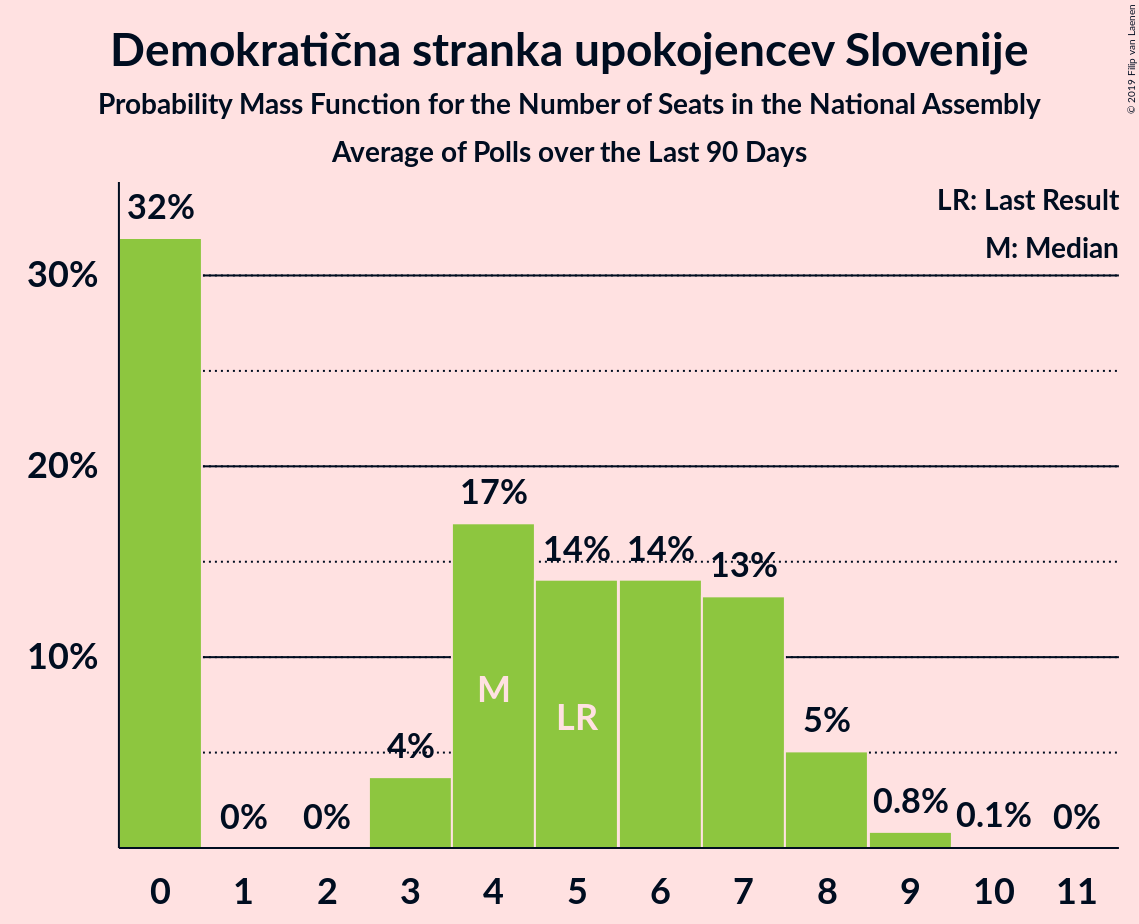 Demokratična stranka upokojencev Slovenije
Probability Mass Function for the Number of Seats in the National Assembly
Average of Polls over the Last 90 Days
© 2019 Filip van Laenen
LR: Last Result
M: Median
32%
30%
20%
17%
14% 14% 13%
10%
M
LR
4%
5%
0% 0%
0.8% 0.1% 0%
0 1 2 3 4 5 6 7 8 9 10 11